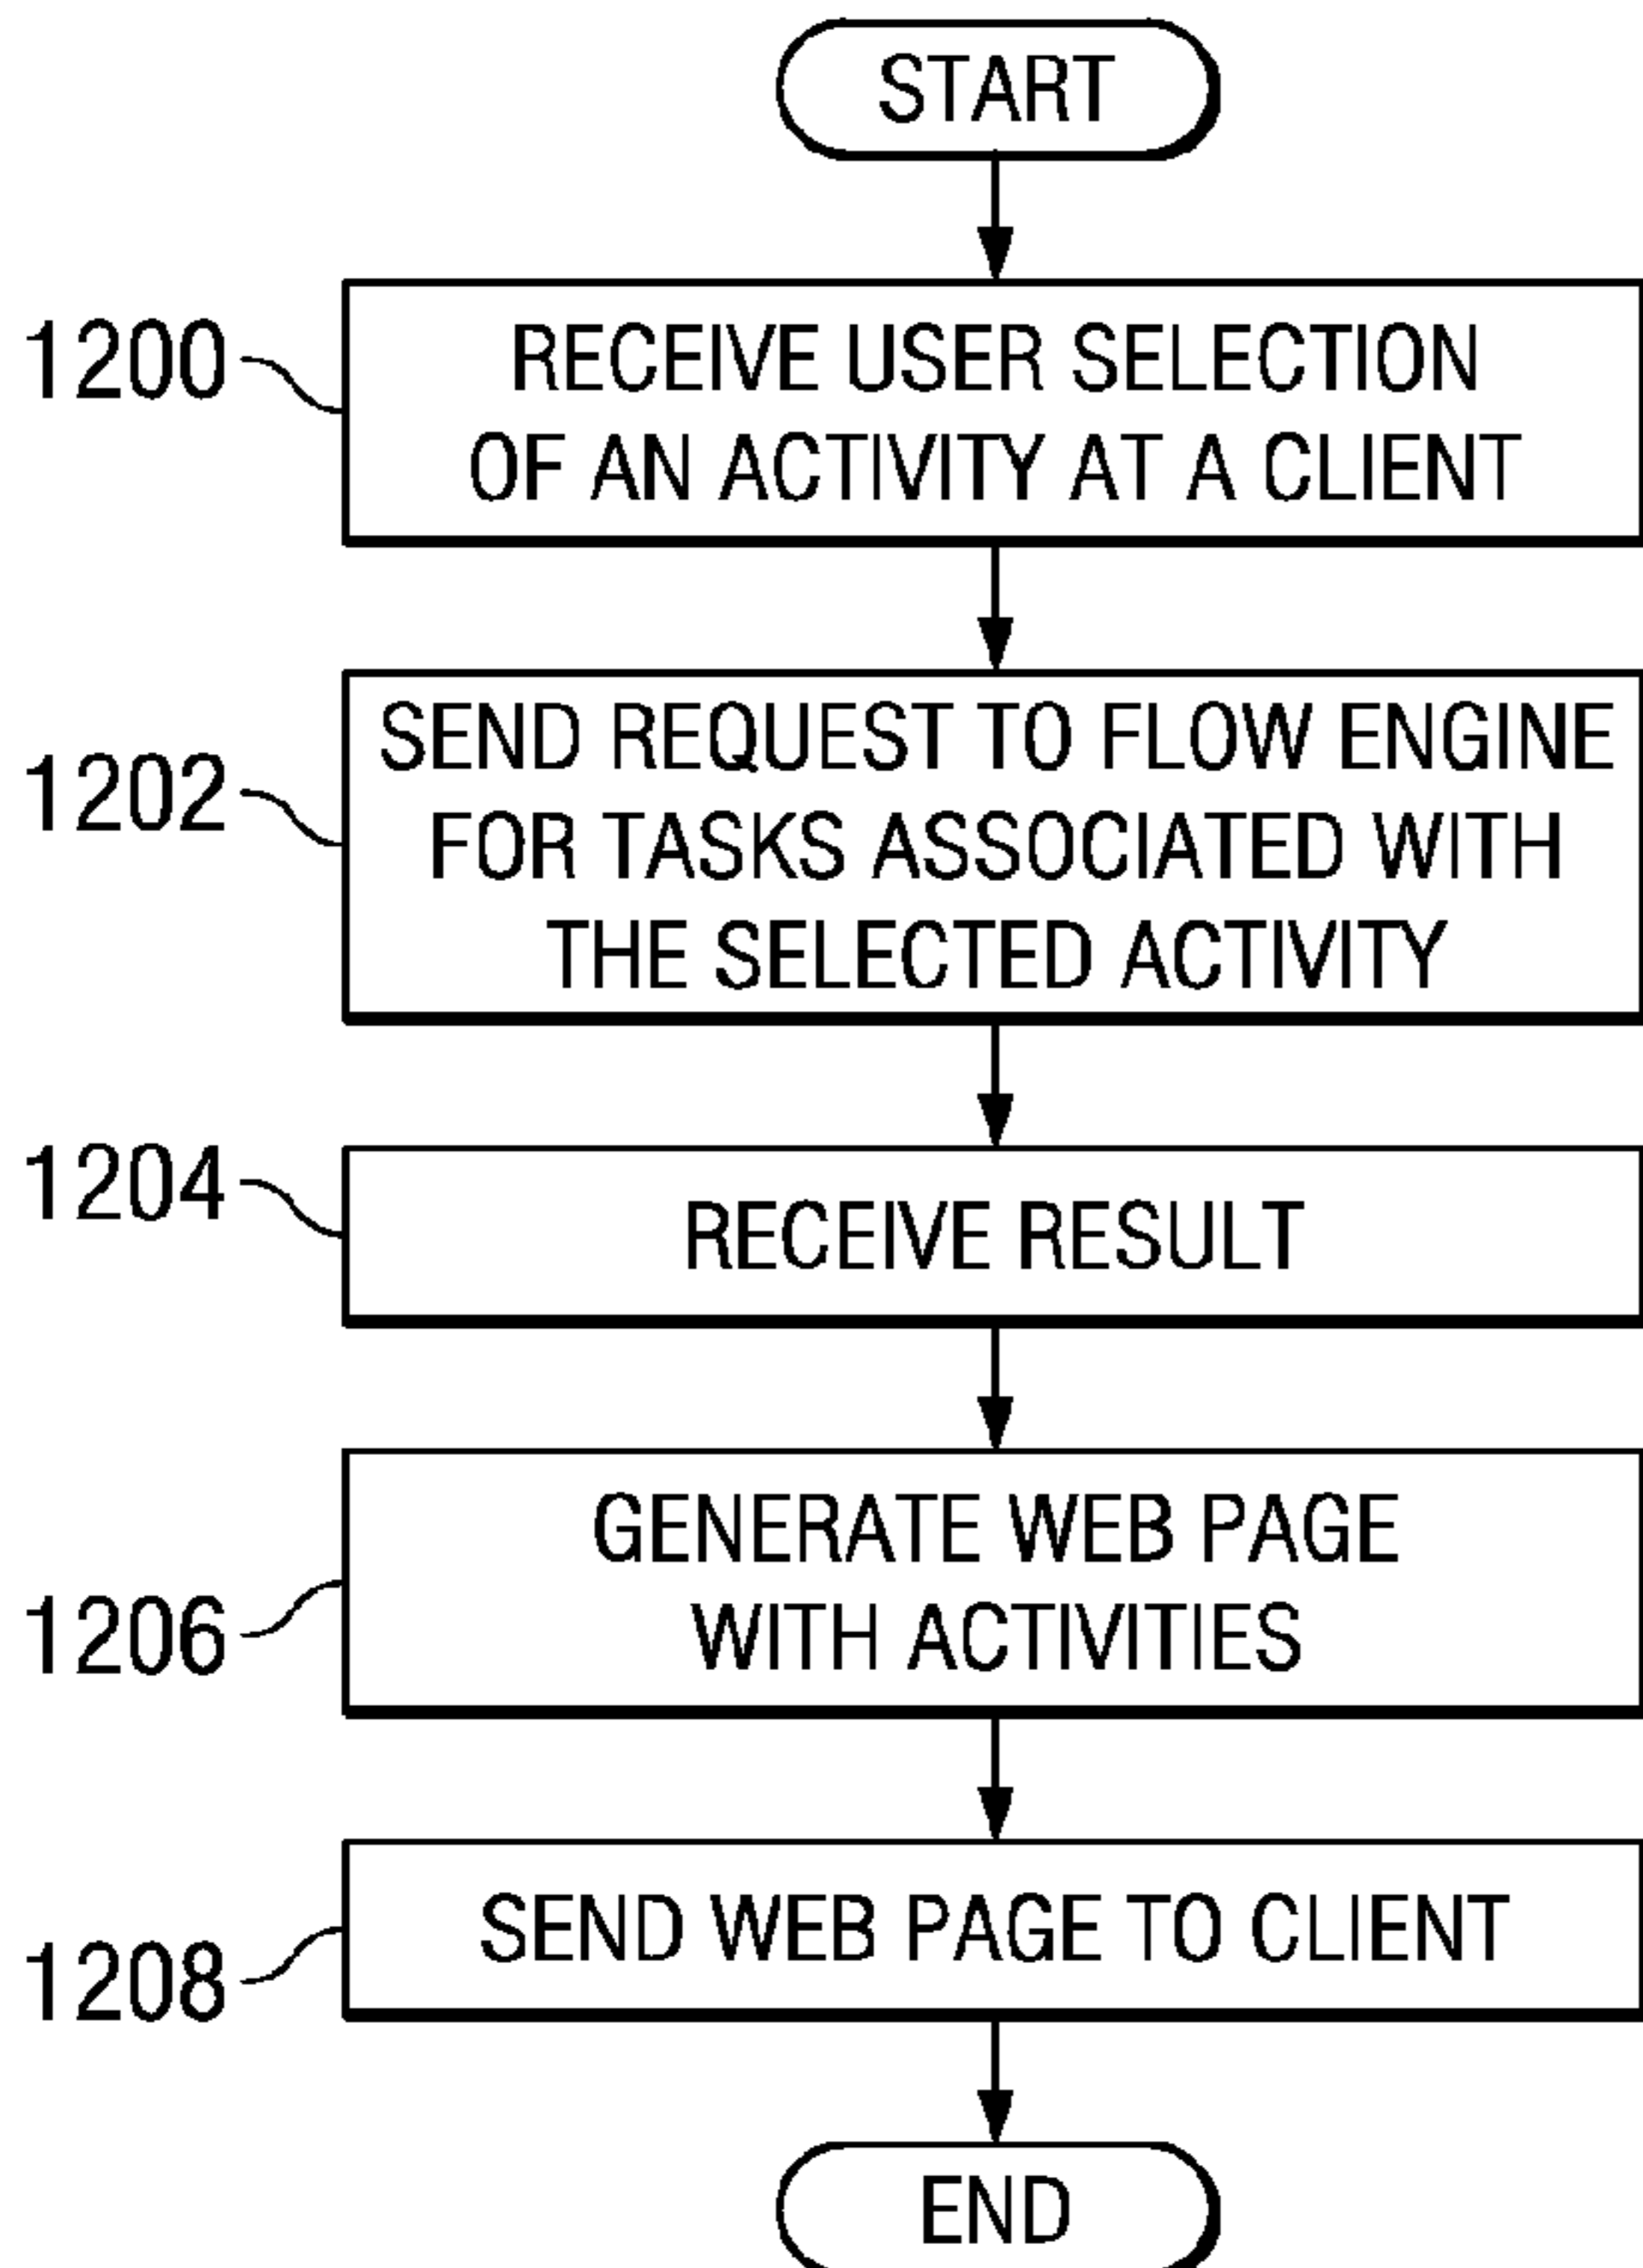 START
1200
RECEIVE USER SELECTION
OF AN ACTIVITY AT A CLIENT
1202
SEND REQUEST TO FLOW ENGINE
FOR TASKS ASSOCIATED WITH
THE SELECTED ACTIVITY
1204
RECEIVE RESULT
1206
GENERATE WEB PAGE
WITH ACTIVITIES
1208
SEND WEB PAGE TO CLIENT
END